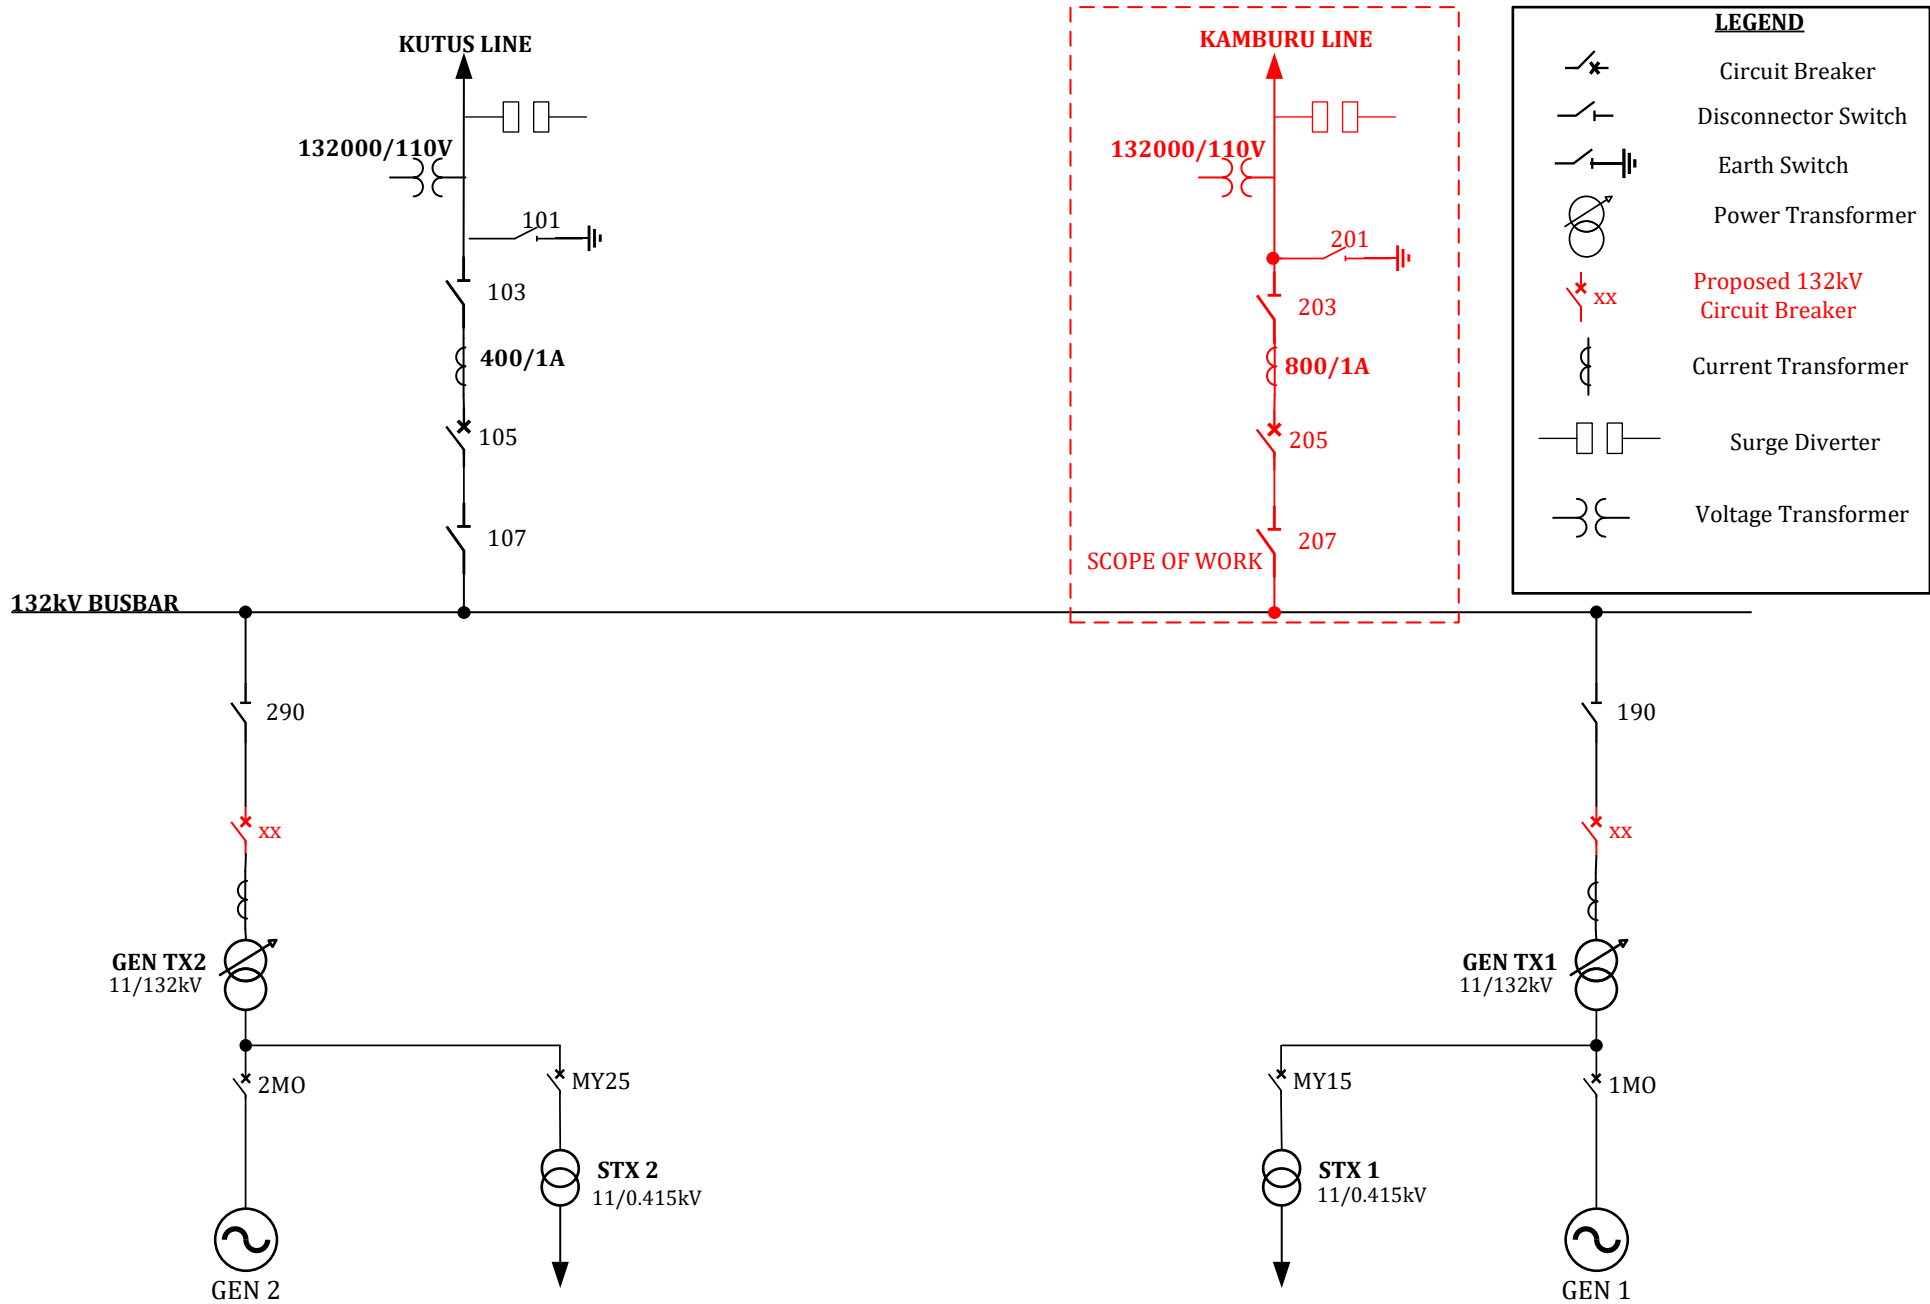 KUTUS LINE
132000/110V
101
103
400/1A
105
107
KAMBURU LINE
132000/110V
201
203
800/1A
205
207
SCOPE OF WORK
LEGEND
Circuit Breaker
Disconnector Switch
Earth Switch
Power Transformer
xx
Proposed 132kV
Circuit Breaker
Current Transformer
Surge Diverter
Voltage Transformer
132kV BUSBAR
290
xx
GEN TX2
11/132kV
2MO
MY25
STX 2
11/0.415kV
GEN 2
190
xx
GEN TX1
11/132kV
MY15
1MO
STX 1
11/0.415kV
GEN 1